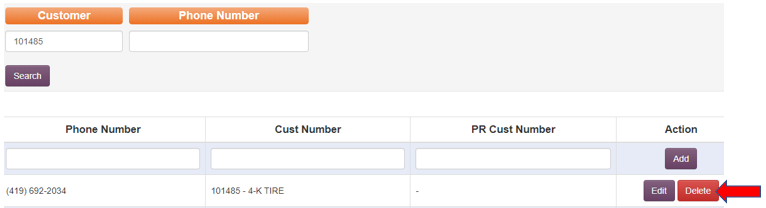 Customer Phone Number
101485
Search
Phone Number Cust Number PR Cust Number Action
Add
(419) 692-2034 101485 - 4-K TIRE - Edit Delete